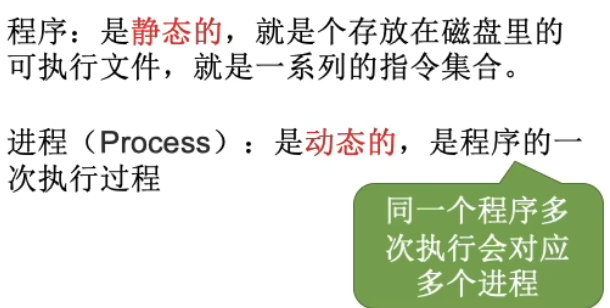 程序：是静态的，就是个存放在磁盘里的
可执行文件，就是一系列的指令集合。
进程（Process）：是动态的，是程序的一
次执行过程
同一个程序多
次执行会对应
多个进程